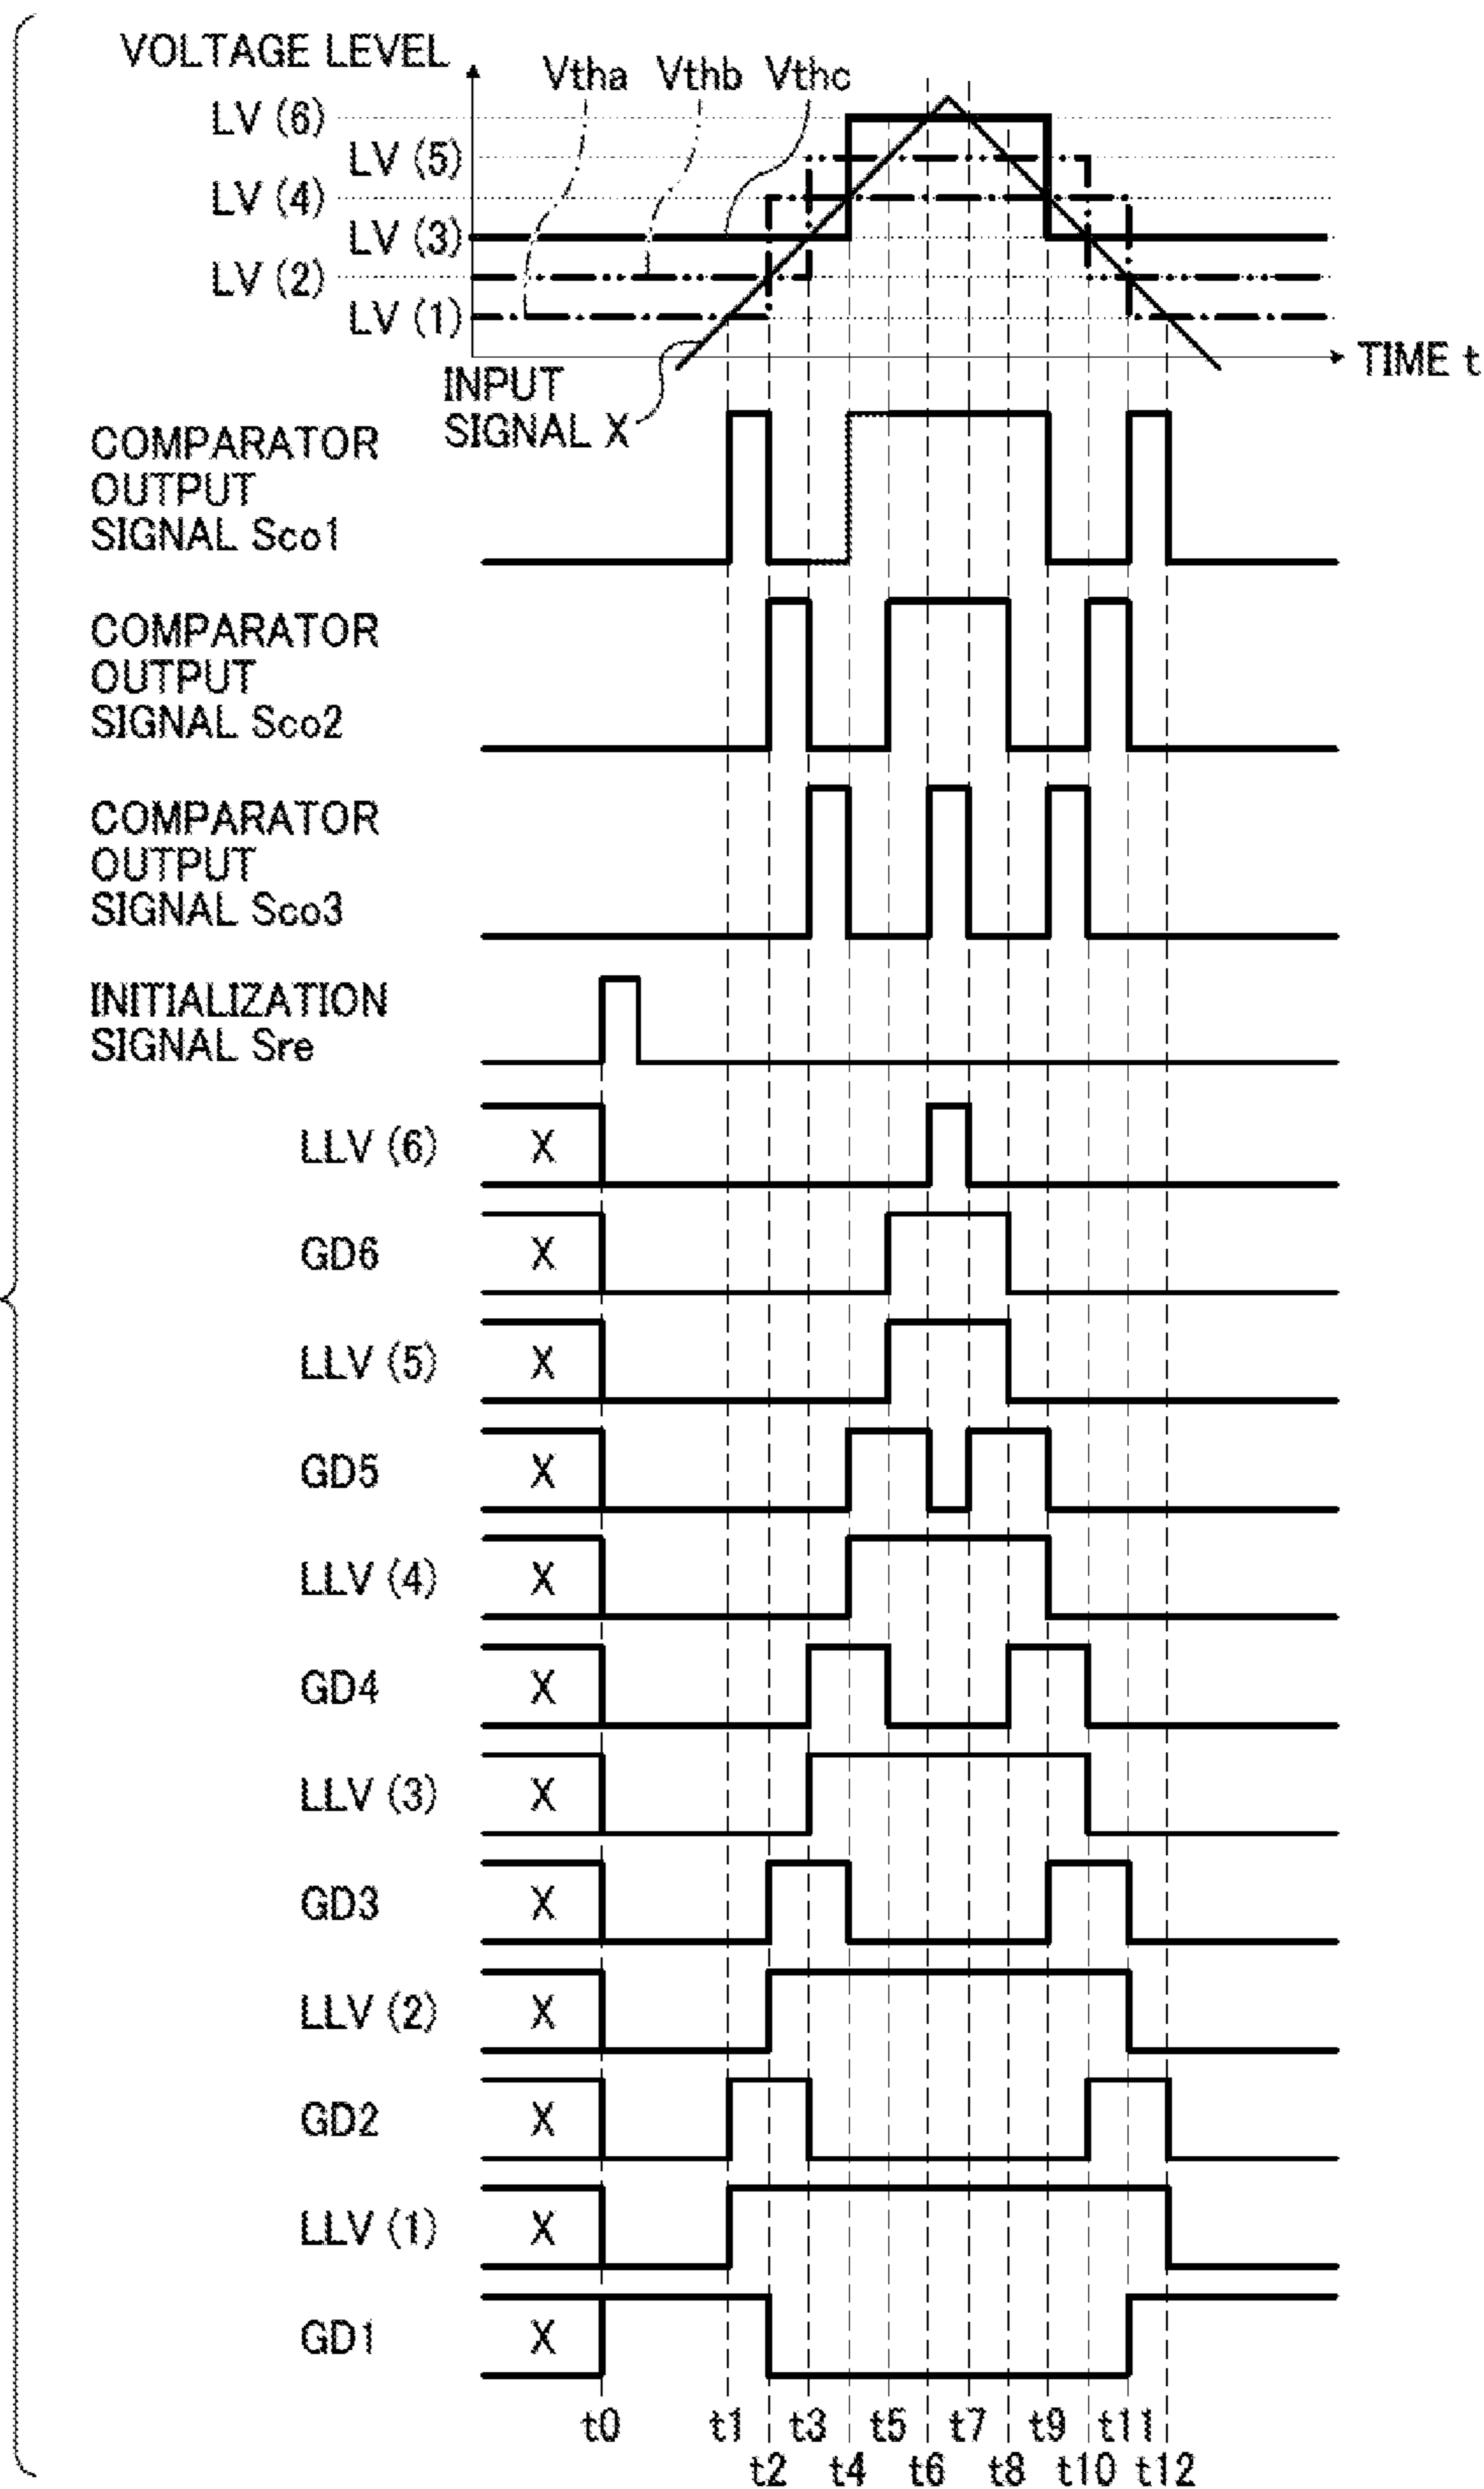 VOLTAGE LEVEL
Vtha Vthb Vthc
LV (6)
LV (5)
LV (4)
LV (3)
LV (2)
LV (1)
TIME t
INPUT
SIGNAL X
COMPARATOR
OUTPUT
SIGNAL Sco1
COMPARATOR
OUTPUT
SIGNAL Sco2
COMPARATOR
OUTPUT
SIGNAL Sco3
INITIALIZATION
SIGNAL Sre
LLV (6) X
GD6 X
LLV (5) X
GD5 X
LLV (4) X
GD4 X
LLV (3) X
GD3 X
LLV (2) X
GD2 X
LLV (1) X
GD1 X
t0 t1 t3 t5 t7 t9 t11
t2 t4 t6 t8 t10 t12